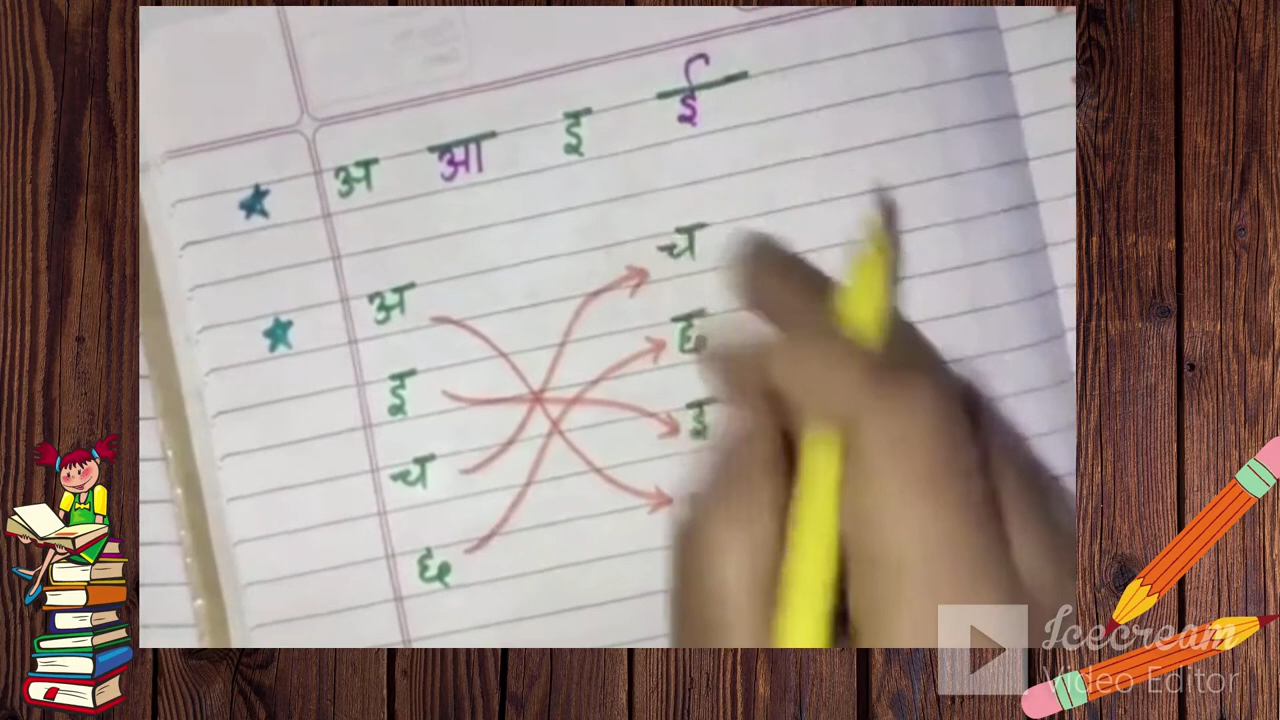 अ आ इ ई
अ च
इ छ
च इ
छ
Icecream
Video Editor